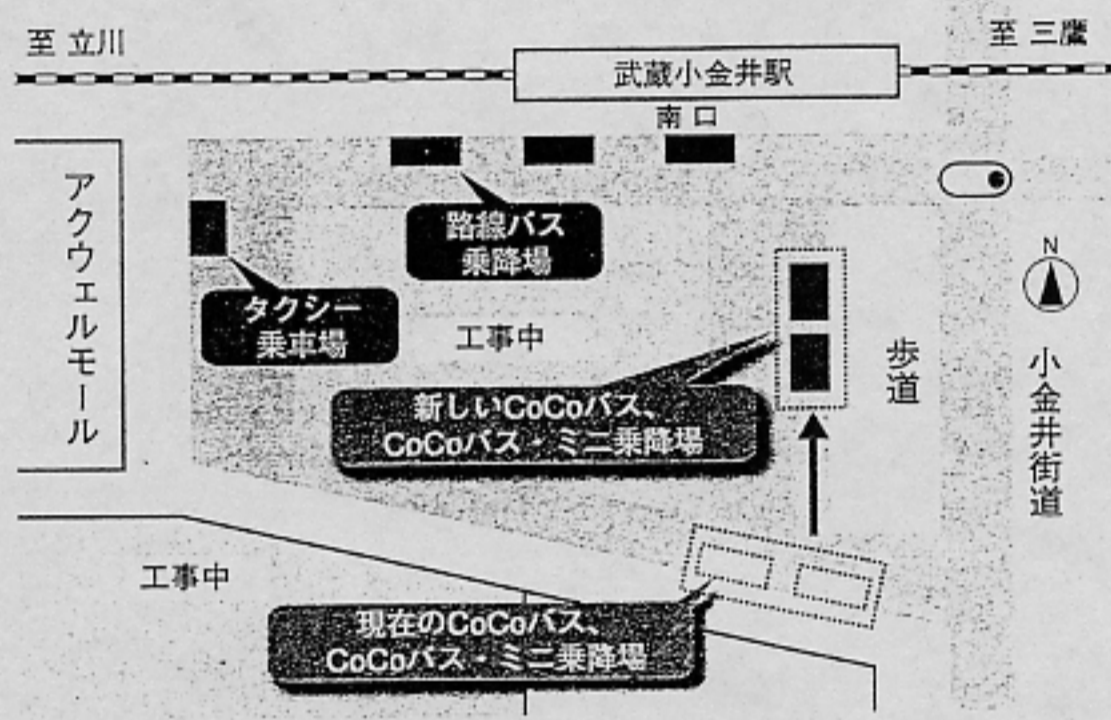 至 立川
至 三鷹
武蔵小金井駅
南口
アクウェルモール
路線バス
乗降場
タクシー
乗車場
工事中
N
歩道
小金井街道
新しいCoCoバス、
CoCoバス・ミニ乗降場
工事中
現在のCoCoバス、
CoCoバス・ミニ乗降場